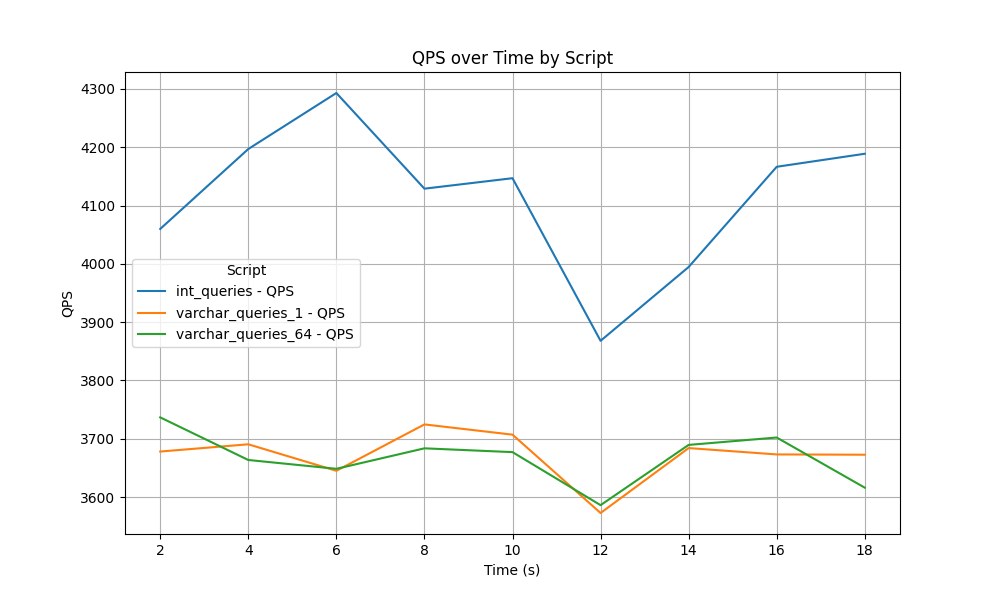 QPS over Time by Script
4300
4200
4100
4000
3900
3800
3700
3600
QPS
Script
int_queries - QPS
varchar_queries_1 - QPS
varchar_queries_64 - QPS
2 4 6 8 10 12 14 16 18
Time (s)